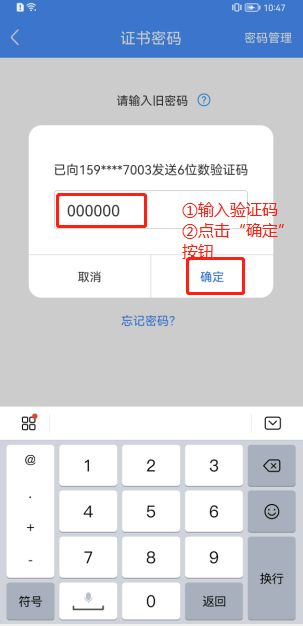 10:47
证书密码
密码管理
请输入旧密码 ?
已向159****7003发送6位数验证码
000000
①输入验证码
②点击“确定”
按钮
取消
确定
忘记密码?
@
1 2 3
.
4 5 6
+
-
7 8 9
换行
符号
0
返回